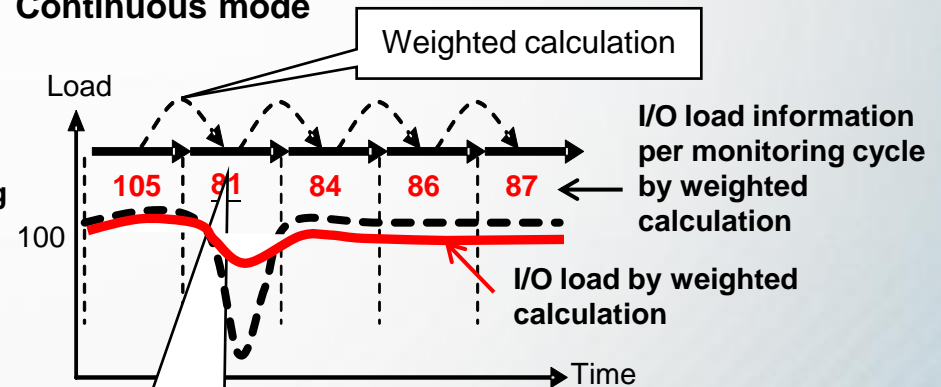 Continuous mode
Weighted calculation
Load
I/O load information
per monitoring cycle
by weighted
calculation
105 81 84 86 87
g
100
I/O load by weighted
calculation
Time